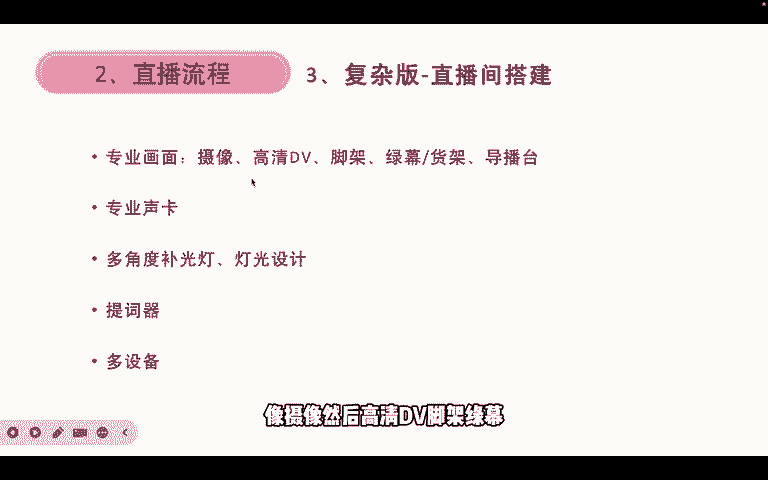 2、直播流程 3、复杂版-直播间搭建
• 专业画面：摄像、高清DV、脚架、绿幕/货架、导播台
• 专业声卡
• 多角度补光灯、灯光设计
• 提词器
• 多设备
像摄像然后高清DV脚架绿幕